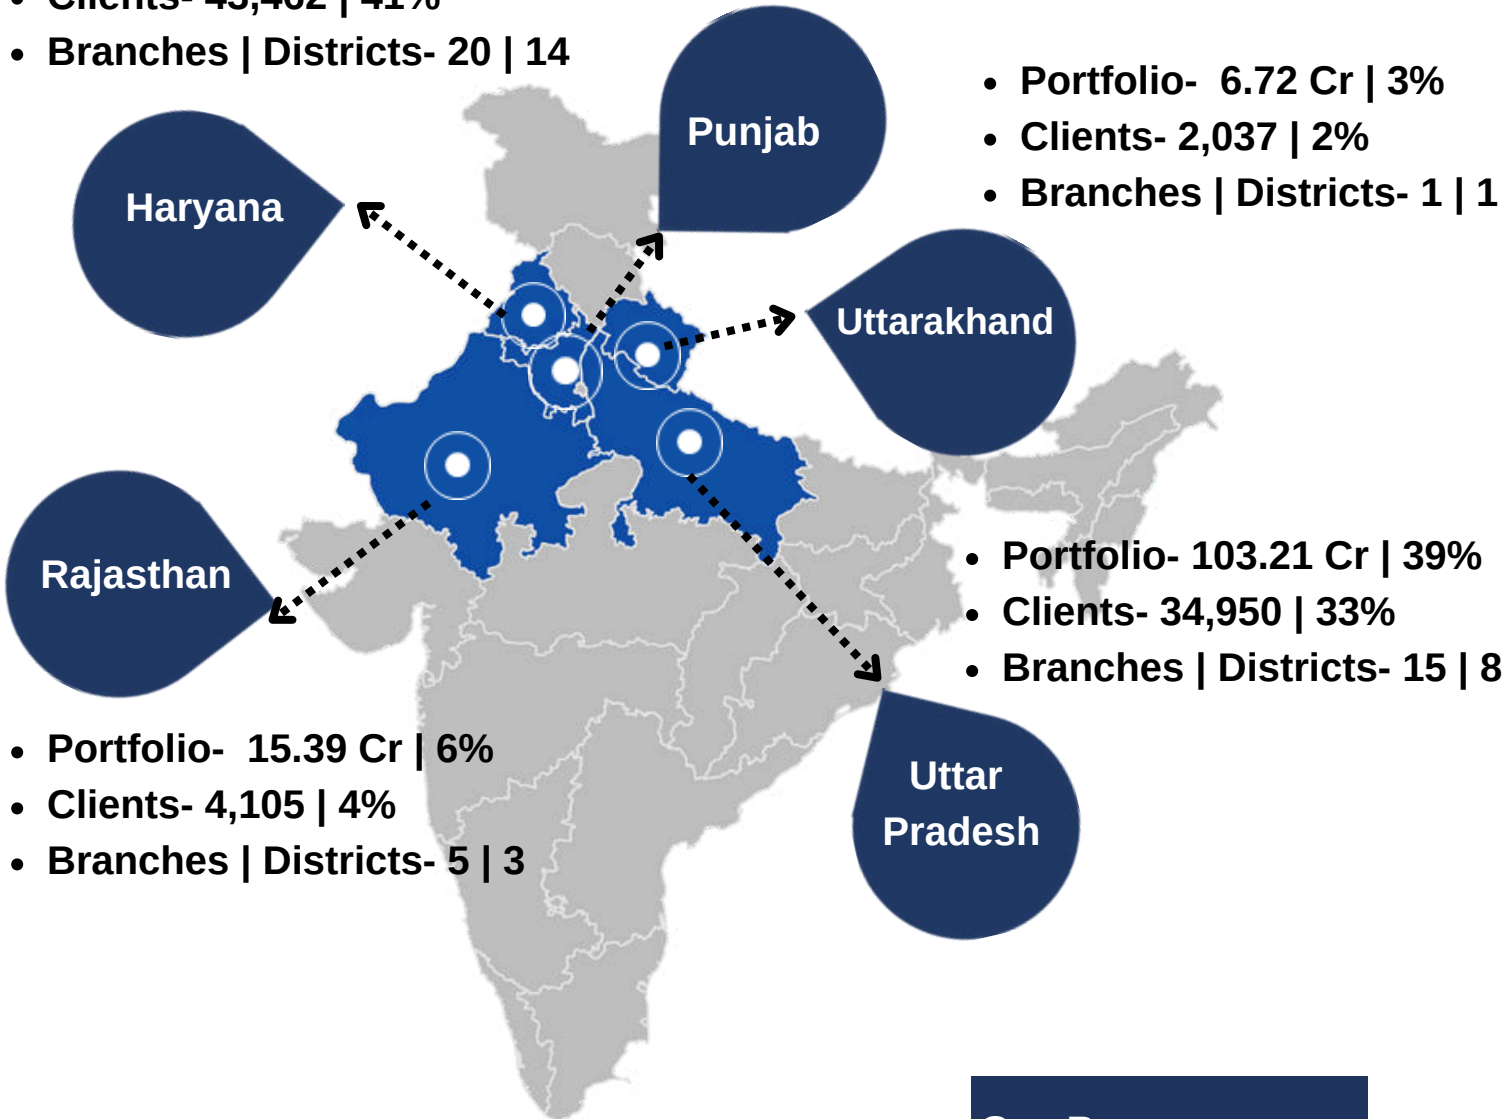 • Branches | Districts- 20 | 14
Punjab
• Portfolio- 6.72 Cr | 3%
• Clients- 2,037 | 2%
• Branches | Districts- 1 | 1
Haryana
Uttarakhand
Rajasthan
• Portfolio- 103.21 Cr | 39%
• Clients- 34,950 | 33%
• Branches | Districts- 15 | 8
• Portfolio- 15.39 Cr | 6%
• Clients- 4,105 | 4%
• Branches | Districts- 5 | 3
Uttar
Pradesh